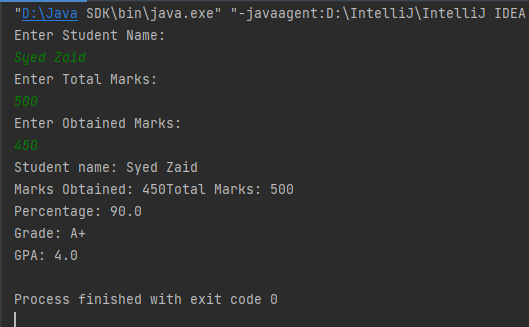 "D:\Java SDK\bin\java.exe" "-javaagent:D:\IntelliJ\IntelliJ IDEA
Enter Student Name:
Syed Zaid
Enter Total Marks:
500
Enter Obtained Marks:
450
Student name: Syed Zaid
Marks Obtained: 450Total Marks: 500
Percentage: 90.0
Grade: A+
GPA: 4.0
Process finished with exit code 0